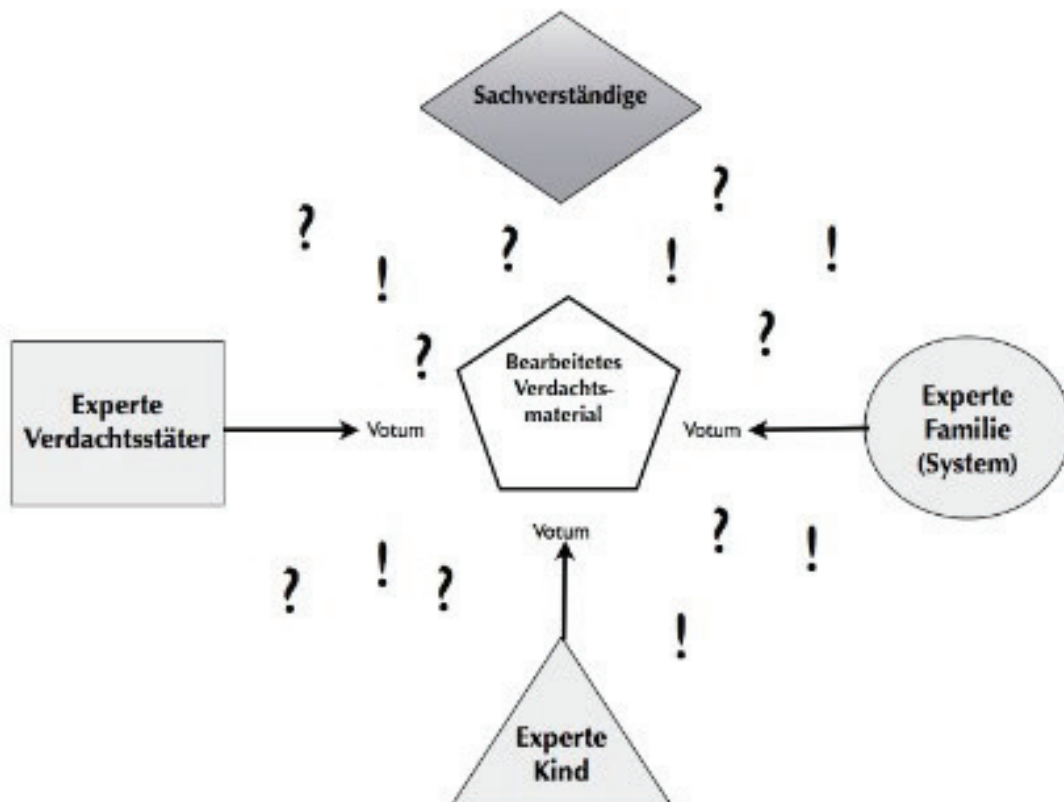 Sachverständige
?
?
!
?
!
!
?
?
Bearbeitetes
Verdachts-
material
Experte
Verdachtsstäter
Votum
Votum
Experte
Familie
(System)
Votum
?
!
!
?
?
!
Experte
Kind